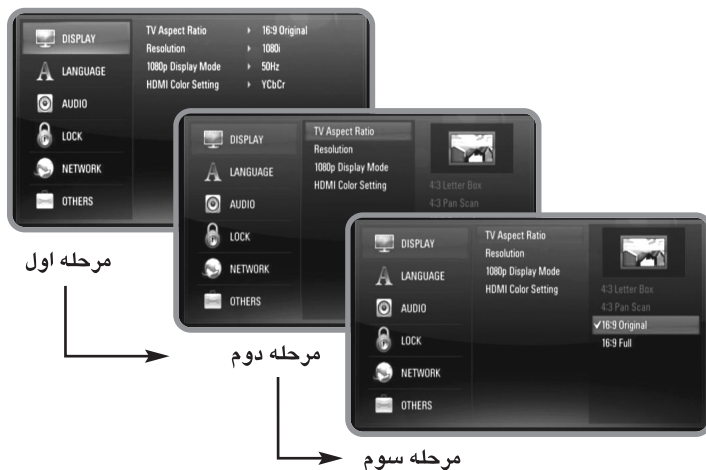 DISPLAY
LANGUAGE
AUDIO
LOCK
NETWORK
OTHERS
TV Aspect Ratio 16:9 Original
Resolution 1080i
1080p Display Mode 50Hz
HDMI Color Setting YCbCr
مرحله اول
DISPLAY
LANGUAGE
AUDIO
LOCK
NETWORK
OTHERS
TV Aspect Ratio
Resolution
1080p Display Mode
HDMI Color Setting
4:3 Letter Box
4:3 Pan Scan
مرحله دوم
DISPLAY
LANGUAGE
AUDIO
LOCK
NETWORK
OTHERS
TV Aspect Ratio
Resolution
1080p Display Mode
HDMI Color Setting
4:3 Letter Box
4:3 Pan Scan
✓16:9 Original
16:9 Full
مرحله سوم